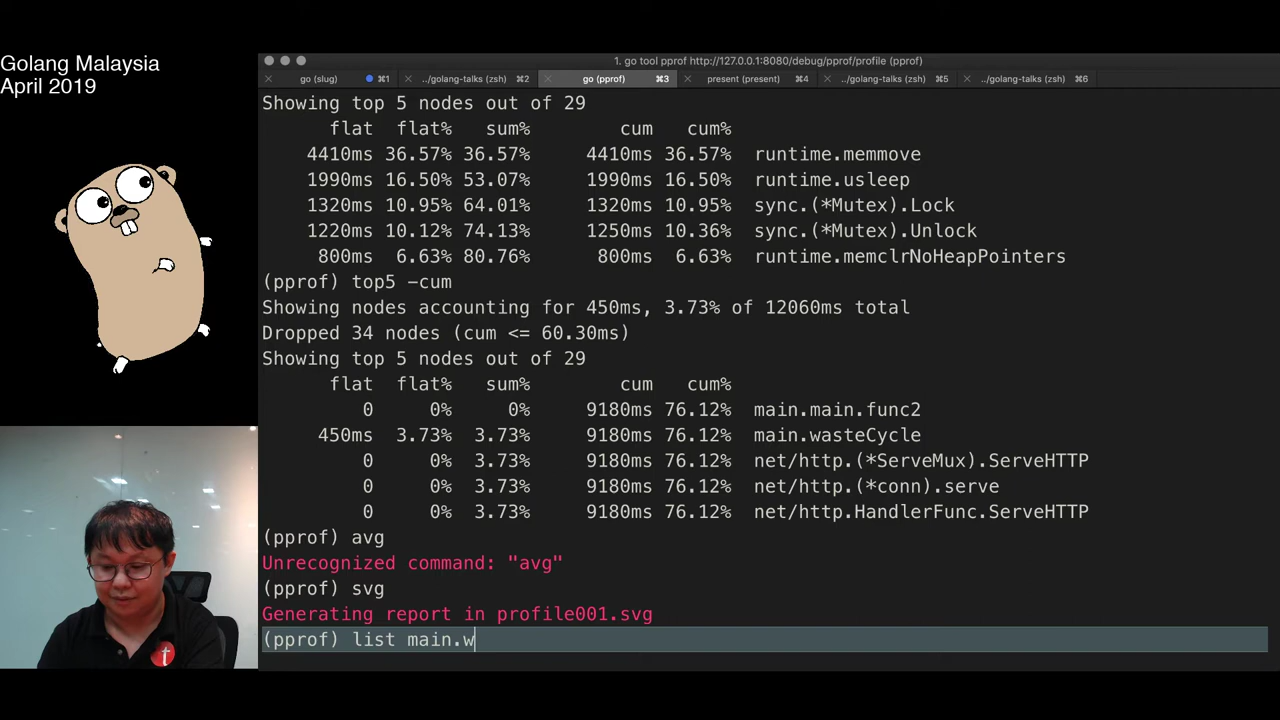 Golang Malaysia
April 2019
1. go tool pprof http://127.0.0.1:8080/debug/pprof/profile (pprof)
× go (slug) ⌘1 × ../golang-talks (zsh) ⌘2 × go (pprof) ⌘3 × present (present) ⌘4 × ../golang-talks (zsh) ⌘5 × ../golang-talks (zsh) ⌘6
Showing top 5 nodes out of 29
flat flat% sum% cum cum%
4410ms 36.57% 36.57% 4410ms 36.57% runtime.memmove
1990ms 16.50% 53.07% 1990ms 16.50% runtime.usleep
1320ms 10.95% 64.01% 1320ms 10.95% sync.(*Mutex).Lock
1220ms 10.12% 74.13% 1250ms 10.36% sync.(*Mutex).Unlock
800ms 6.63% 80.76% 800ms 6.63% runtime.memclrNoHeapPointers
(pprof) top5 -cum
Showing nodes accounting for 450ms, 3.73% of 12060ms total
Dropped 34 nodes (cum <= 60.30ms)
Showing top 5 nodes out of 29
flat flat% sum% cum cum%
0 0% 0% 9180ms 76.12% main.main.func2
450ms 3.73% 3.73% 9180ms 76.12% main.wasteCycle
0 0% 3.73% 9180ms 76.12% net/http.(*ServeMux).ServeHTTP
0 0% 3.73% 9180ms 76.12% net/http.(*conn).serve
0 0% 3.73% 9180ms 76.12% net/http.HandlerFunc.ServeHTTP
(pprof) avg
Unrecognized command: "avg"
(pprof) svg
Generating report in profile001.svg
(pprof) list main.w
t